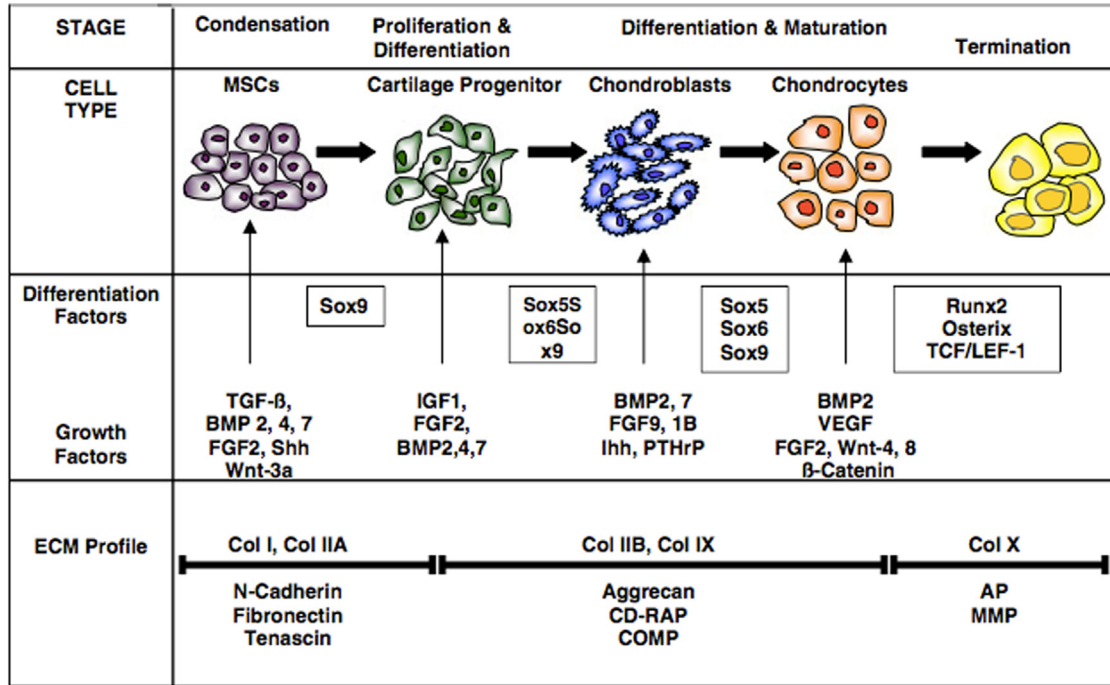 STAGE
Condensation
Proliferation &
Differentiation
Differentiation & Maturation
Termination
CELL
TYPE
MSCs
Cartilage Progenitor
Chondroblasts
Chondrocytes
Differentiation
Factors
Sox9
Sox5S
ox6So
x9
Sox5
Sox6
Sox9
Runx2
Osterix
TCF/LEF-1
Growth
Factors
TGF-ß,
BMP 2, 4, 7
FGF2, Shh
Wnt-3a
IGF1,
FGF2,
BMP2,4,7
BMP2, 7
FGF9, 1B
Ihh, PTHrP
BMP2
VEGF
FGF2, Wnt-4, 8
ß-Catenin
ECM Profile
Col I, Col IIA
N-Cadherin
Fibronectin
Tenascin
Col IIB, Col IX
Aggrecan
CD-RAP
COMP
Col X
AP
MMP